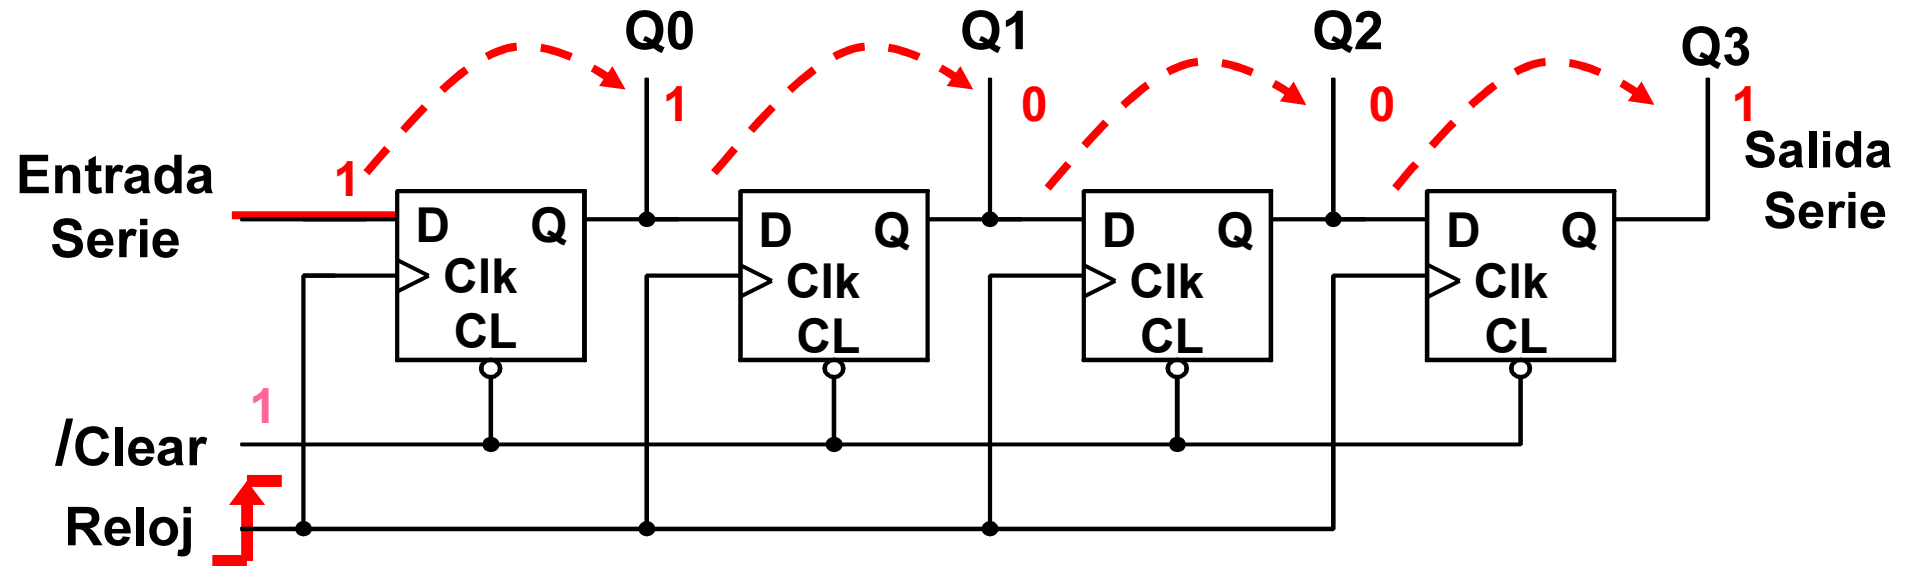 Q0 Q1 Q2 Q3
1 0 0 1
Entrada
Serie
1
Salida
Serie
D Q D Q D Q D Q
Clk Clk Clk Clk
CL CL CL CL
1
/Clear
Reloj